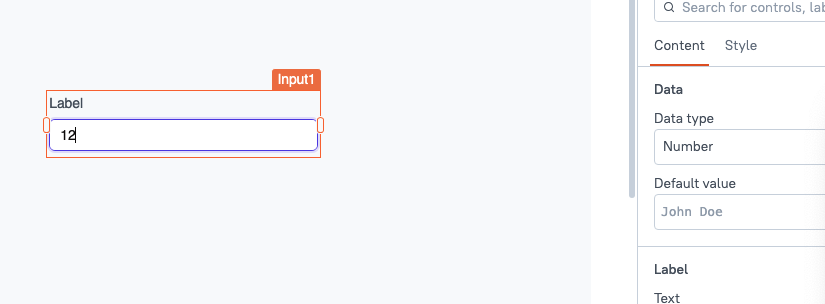 Search for controls, lab
Content Style
Input1
Data
Label
Data type
12
Number
Default value
John Doe
Label
Text